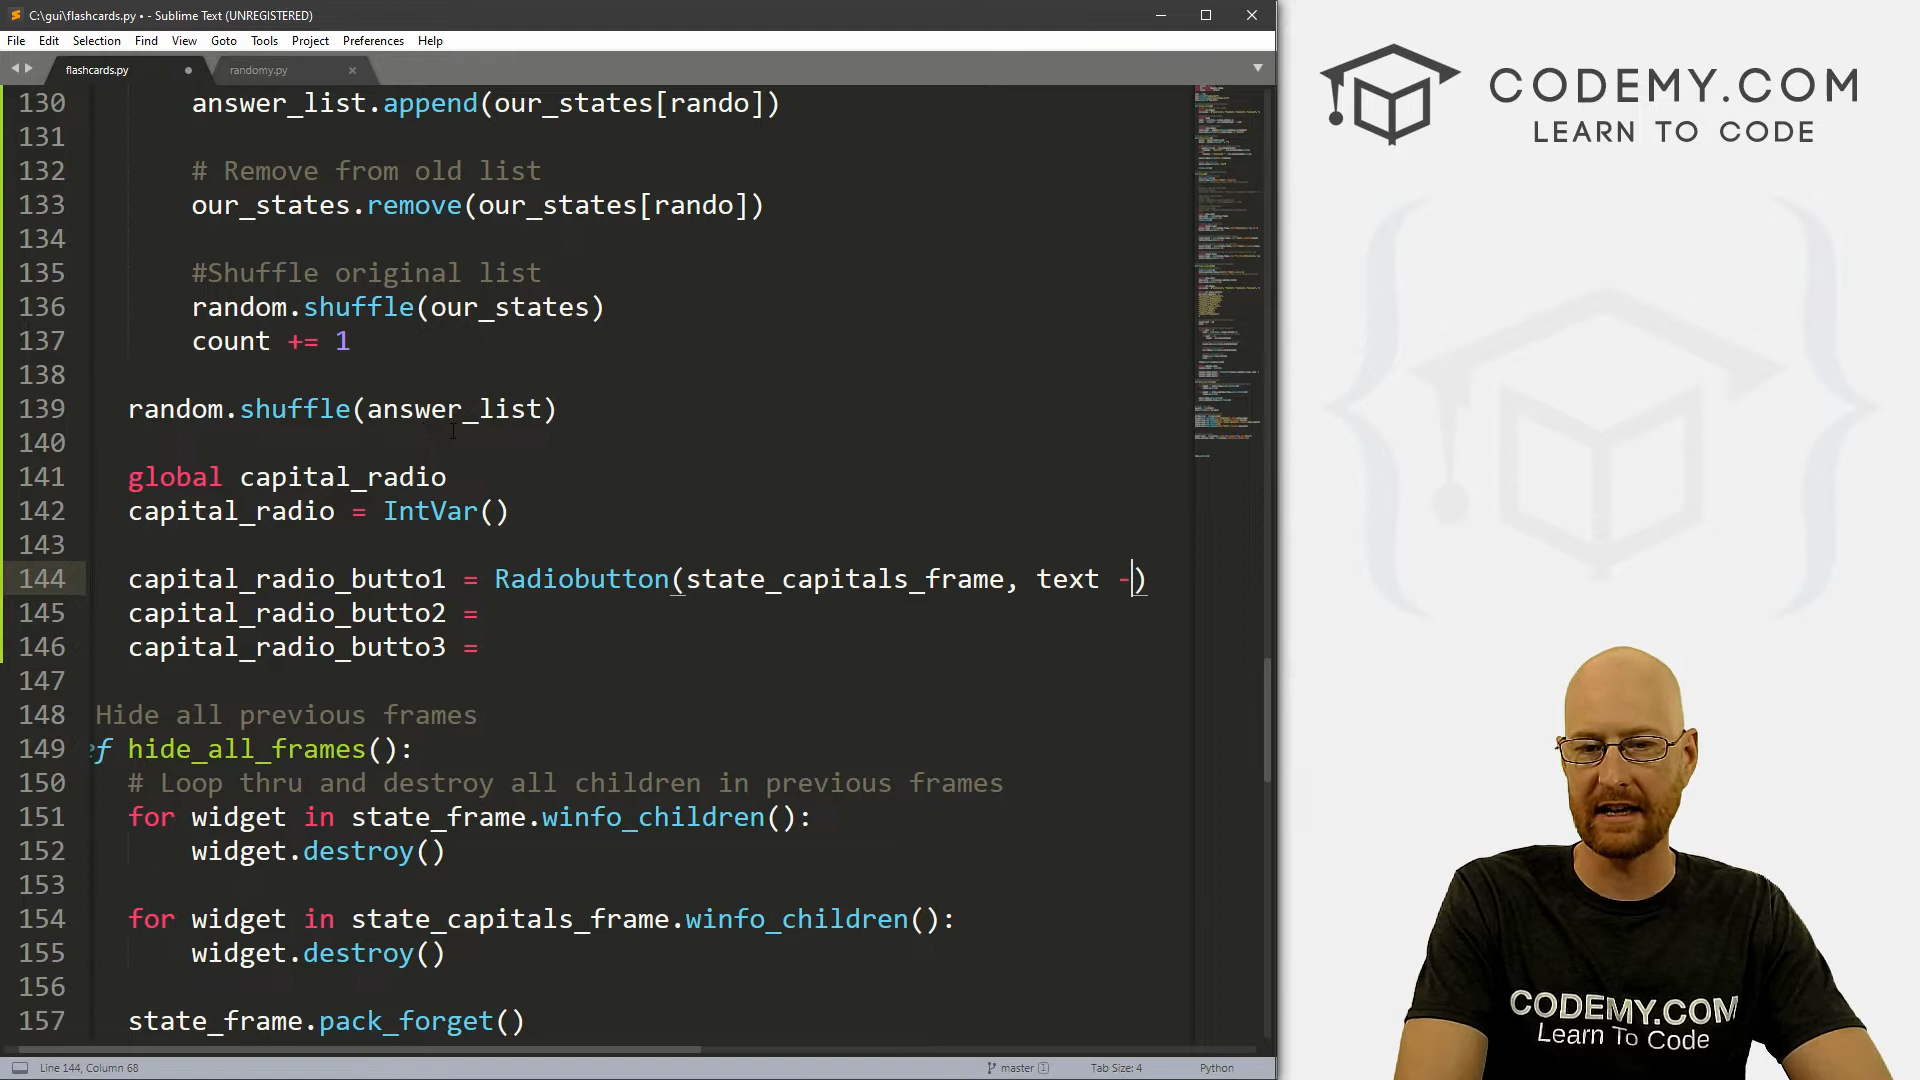 C:\gui\flashcards.py • - Sublime Text (UNREGISTERED)
File Edit Selection Find View Goto Tools Project Preferences Help
flashcards.py randomy.py
130 answer_list.append(our_states[rando])
131
132 # Remove from old list
133 our_states.remove(our_states[rando])
134
135 #Shuffle original list
136 random.shuffle(our_states)
137 count += 1
138
139 random.shuffle(answer_list)
140
141 global capital_radio
142 capital_radio = IntVar()
143
144 capital_radio_butto1 = Radiobutton(state_capitals_frame, text -)
145 capital_radio_butto2 =
146 capital_radio_butto3 =
147
148 Hide all previous frames
149 ef hide_all_frames():
150 # Loop thru and destroy all children in previous frames
151 for widget in state_frame.winfo_children():
152 widget.destroy()
153
154 for widget in state_capitals_frame.winfo_children():
155 widget.destroy()
156
157 state_frame.pack_forget()
Line 144, Column 68 master 1 Tab Size: 4 Python
CODEMY.COM
LEARN TO CODE
CODEMY.COM
Learn To Code